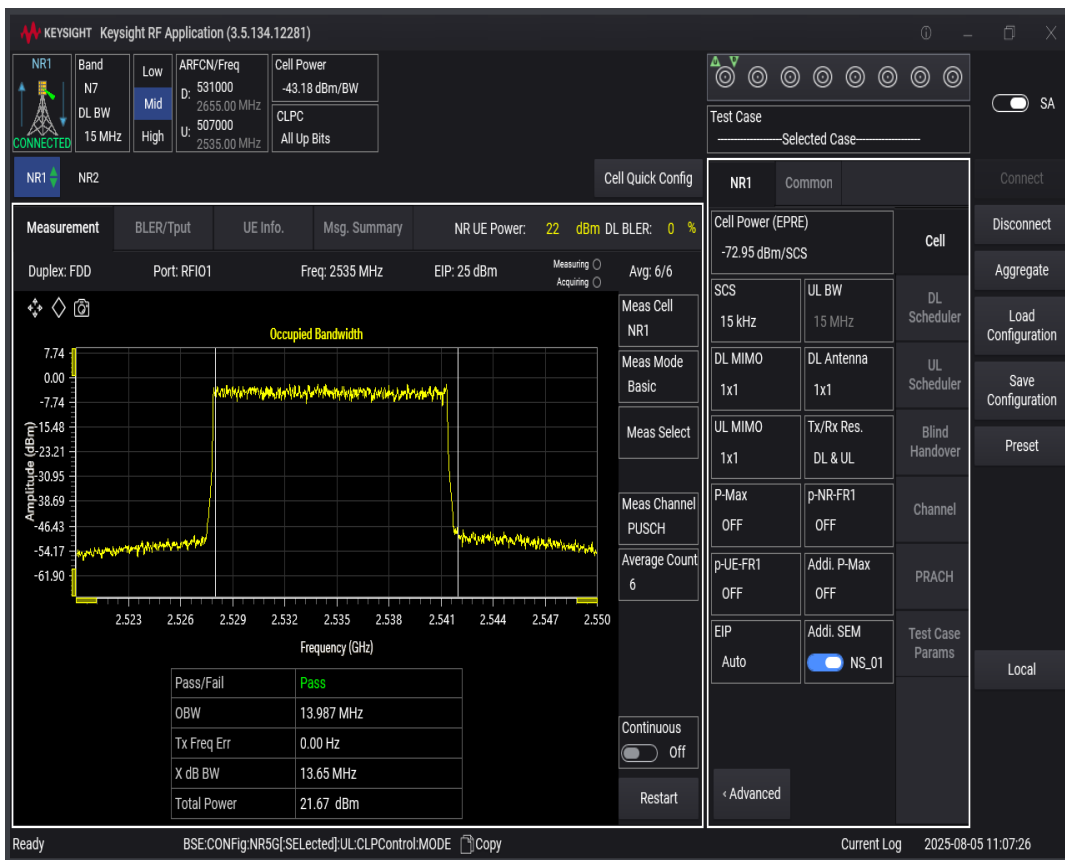 KEYSIGHT Keysight RF Application (3.5.134.12281)
NR1
CONNECTED
Band
N7
DL BW
15 MHz
Low
Mid
High
ARFCN/Freq
D: 531000
2655.00 MHz
U: 507000
2535.00 MHz
Cell Power
-43.18 dBm/BW
CLPC
All Up Bits
Test Case
Selected Case
SA
NR1
NR2
Cell Quick Config
Measurement
BLER/Tput
UE Info.
Msg. Summary
NR UE Power: 22 dBm DL BLER: 0 %
Duplex: FDD
Port: RFIO1
Freq: 2535 MHz
EIP: 25 dBm
Measuring
Acquiring
Avg: 6/6
Occupied Bandwidth
7.74
0.00
-7.74
-15.48
-23.21
-30.95
-38.69
-46.43
-54.17
-61.90
Amplitude (dBm)
2.523 2.526 2.529 2.532 2.535 2.538 2.541 2.544 2.547 2.550
Frequency (GHz)
Pass/Fail Pass
OBW 13.987 MHz
Tx Freq Err 0.00 Hz
X dB BW 13.65 MHz
Total Power 21.67 dBm
Meas Cell
NR1
Meas Mode
Basic
Meas Select
Meas Channel
PUSCH
Average Count
6
Continuous
Off
Restart
NR1
Common
Cell Power (EPRE)
-72.95 dBm/SCS
SCS
15 kHz
UL BW
15 MHz
DL MIMO
1x1
DL Antenna
1x1
UL MIMO
1x1
Tx/Rx Res.
DL & UL
P-Max
OFF
p-NR-FR1
OFF
p-UE-FR1
OFF
Addi. P-Max
OFF
EIP
Auto
Addi. SEM
NS_01
‹ Advanced
Cell
DL
Scheduler
UL
Scheduler
Blind
Handover
Channel
PRACH
Test Case
Params
Connect
Disconnect
Aggregate
Load
Configuration
Save
Configuration
Preset
Local
Ready
BSE:CONFig:NR5G[:SELected]:UL:CLPControl:MODE Copy
Current Log
2025-08-05 11:07:26